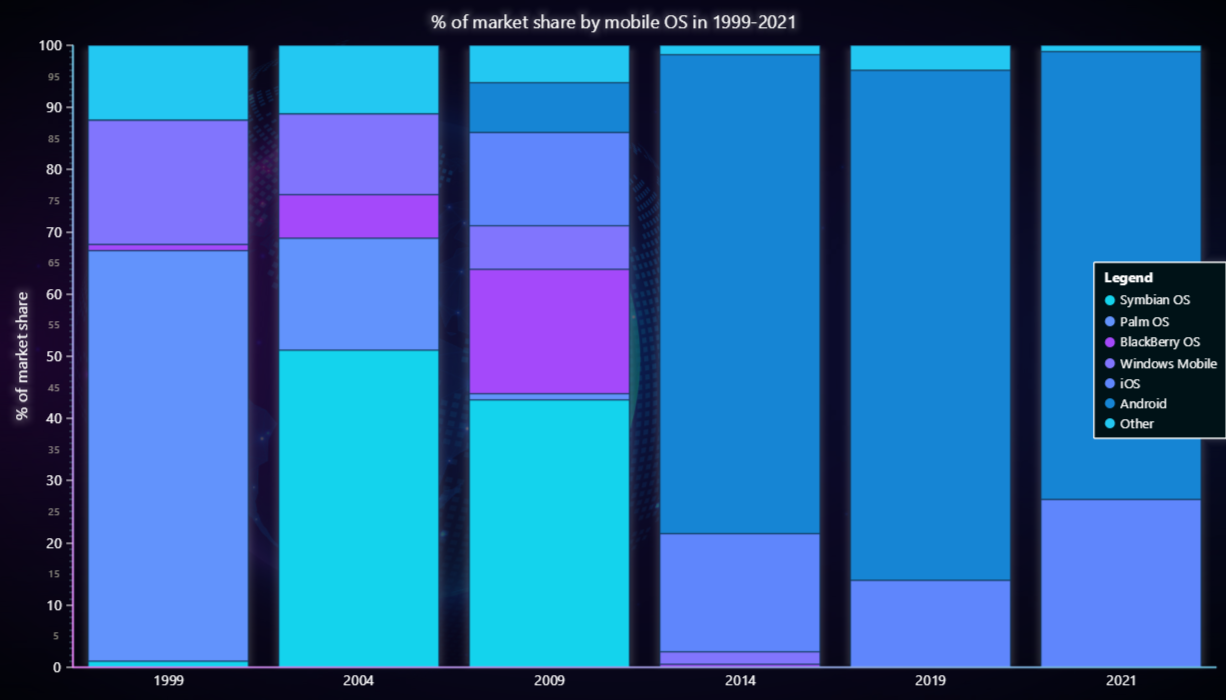 % of market share by mobile OS in 1999-2021
% of market share
100
95
90
85
80
75
70
65
60
55
50
45
40
35
30
25
20
15
10
5
0
1999
2004
2009
2014
2019
2021
Legend
Symbian OS
Palm OS
BlackBerry OS
Windows Mobile
iOS
Android
Other